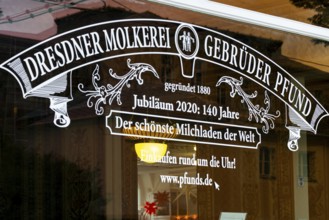 DRESDNER MOLKEREI GEBRÜDER PFUND
gegründet 1880
Jubiläum 2020: 140 Jahre
Der schönste Milchladen der Welt
rund um die Uhr!
www.pfunds.de